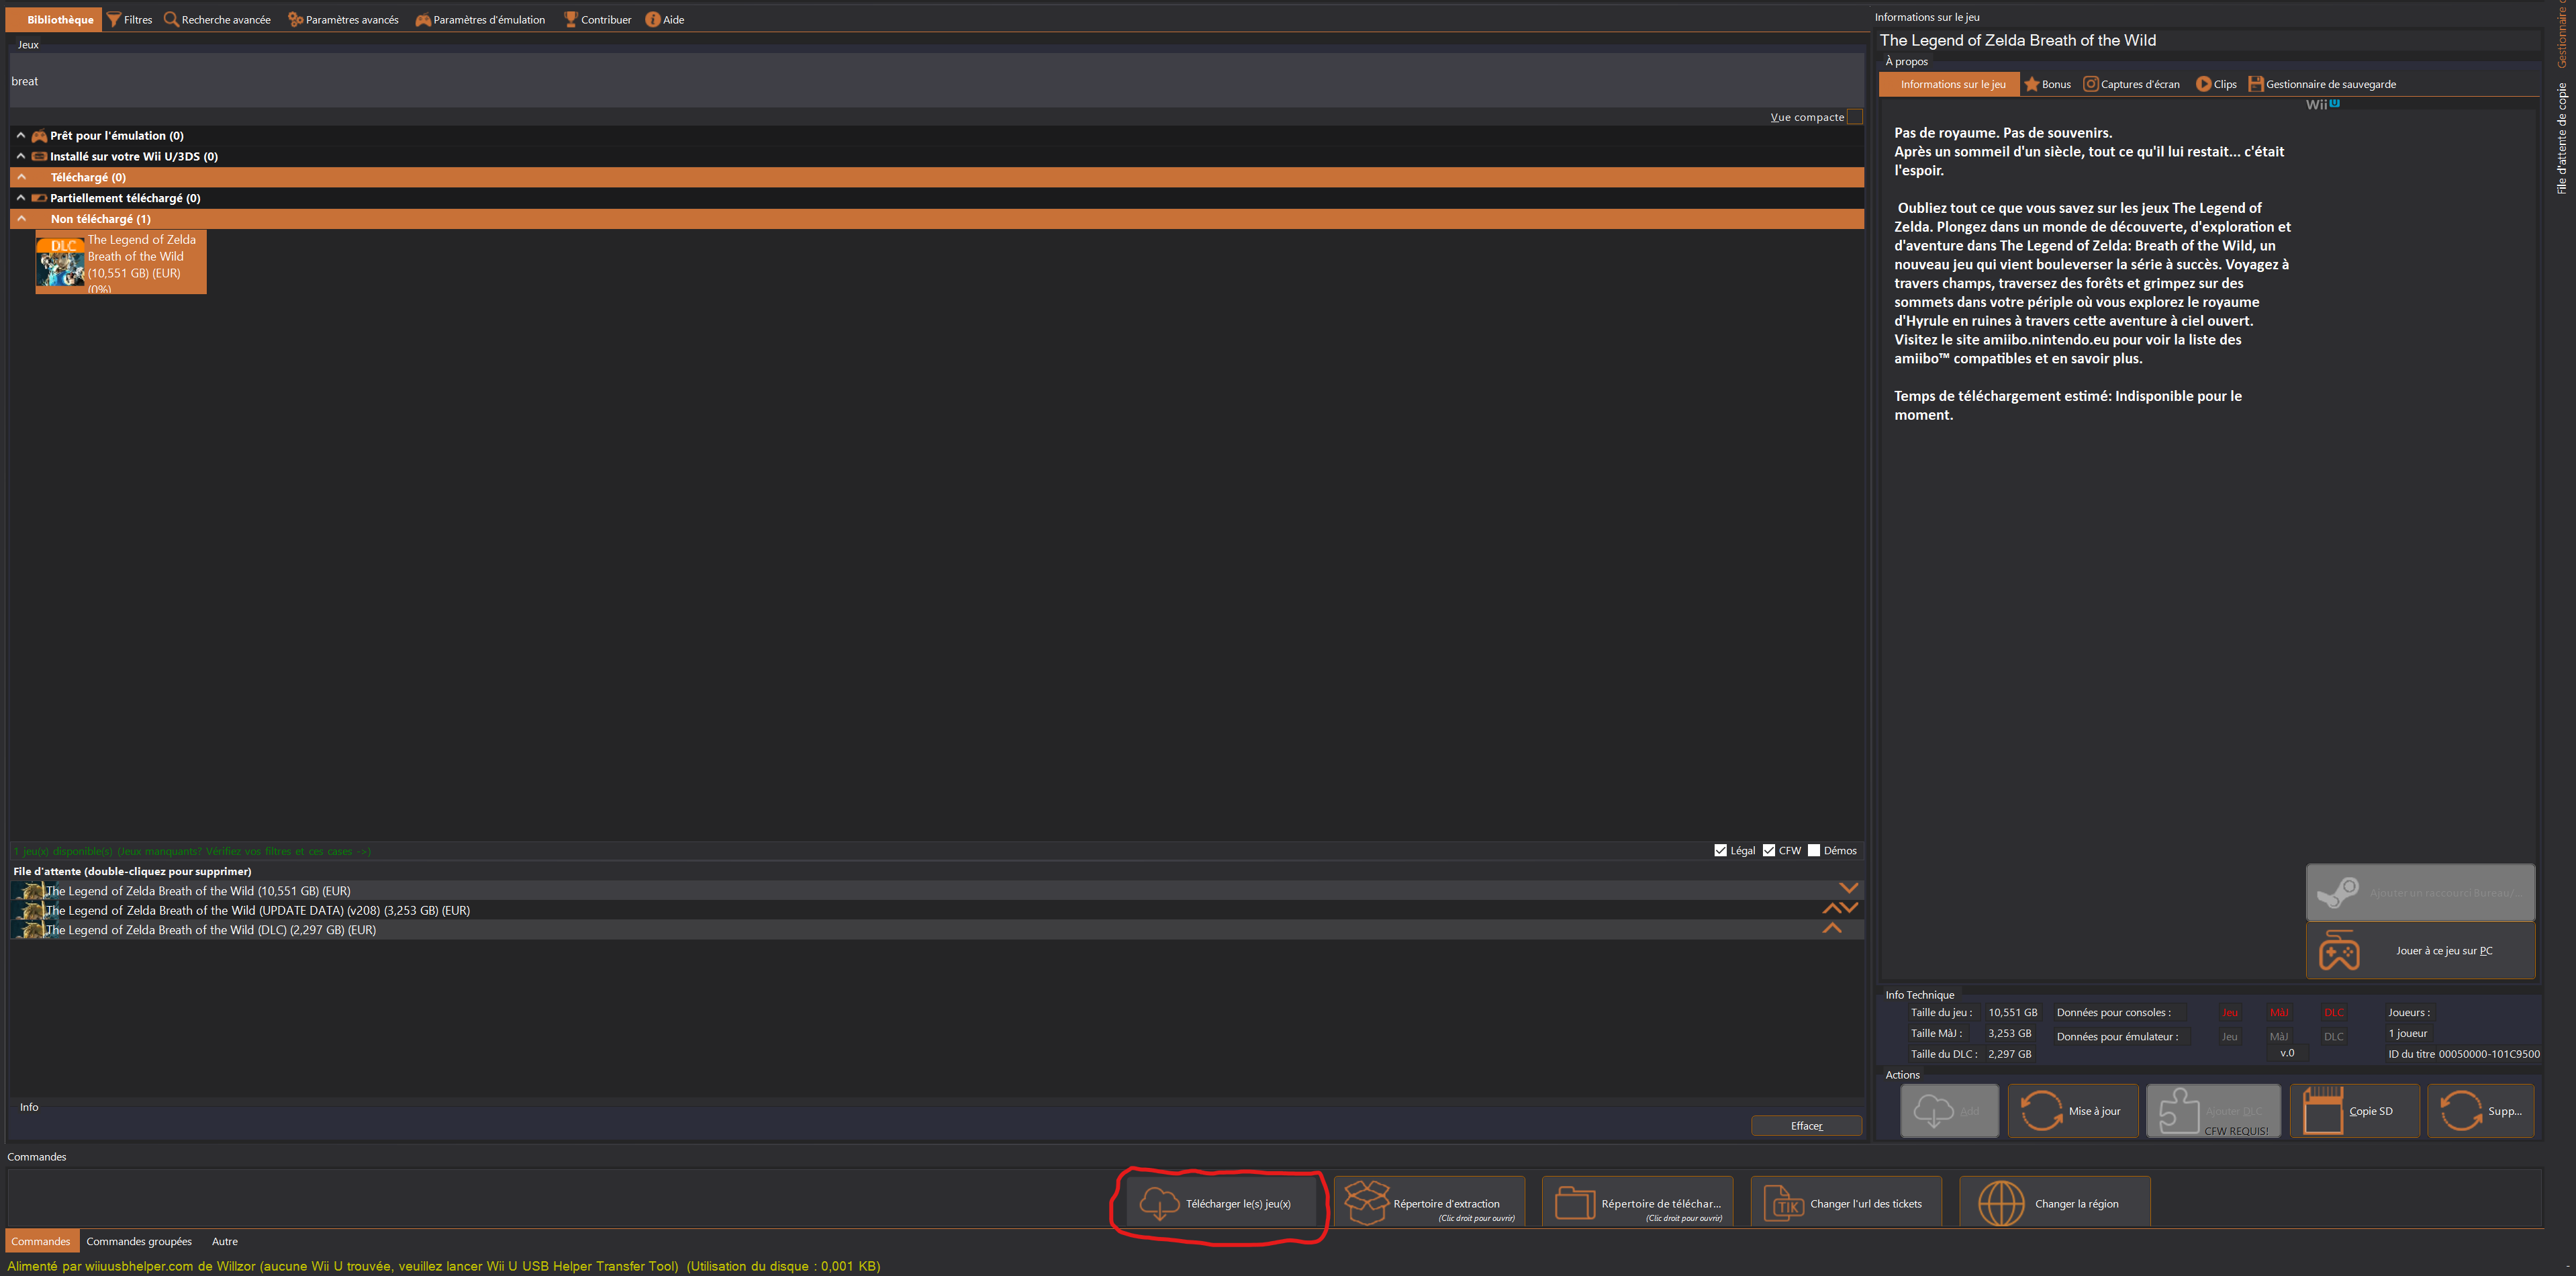 Bibliothèque Filtres Recherche avancée Paramètres avancés Paramètres d'émulation Contribuer Aide
Jeux
breat
Vue compacte
Prêt pour l'émulation (0)
Installé sur votre Wii U/3DS (0)
Téléchargé (0)
Partiellement téléchargé (0)
Non téléchargé (1)
DLC
The Legend of Zelda
Breath of the Wild
(10,551 GB) (EUR)
(0%)
1 jeu(x) disponible(s) (Jeux manquants? Vérifiez vos filtres et ces cases ->)
Légal CFW Démos
File d'attente (double-cliquez pour supprimer)
The Legend of Zelda Breath of the Wild (10,551 GB) (EUR)
The Legend of Zelda Breath of the Wild (UPDATE DATA) (v208) (3,253 GB) (EUR)
The Legend of Zelda Breath of the Wild (DLC) (2,297 GB) (EUR)
Info
Effacer
Informations sur le jeu
The Legend of Zelda Breath of the Wild
À propos
Informations sur le jeu Bonus Captures d'écran Clips Gestionnaire de sauvegarde
Wii U
Pas de royaume. Pas de souvenirs.
Après un sommeil d'un siècle, tout ce qu'il lui restait... c'était
l'espoir.
Oubliez tout ce que vous savez sur les jeux The Legend of
Zelda. Plongez dans un monde de découverte, d'exploration et
d'aventure dans The Legend of Zelda: Breath of the Wild, un
nouveau jeu qui vient bouleverser la série à succès. Voyagez à
travers champs, traversez des forêts et grimpez sur des
sommets dans votre périple où vous explorez le royaume
d'Hyrule en ruines à travers cette aventure à ciel ouvert.
Visitez le site amiibo.nintendo.eu pour voir la liste des
amiibo™ compatibles et en savoir plus.
Temps de téléchargement estimé: Indisponible pour le
moment.
Ajouter un raccourci Bureau/...
Jouer à ce jeu sur PC
Info Technique
Taille du jeu : 10,551 GB Données pour consoles : Jeu MàJ DLC Joueurs :
Taille MàJ : 3,253 GB Données pour émulateur : Jeu MàJ DLC 1 joueur
Taille du DLC : 2,297 GB v.0 ID du titre 00050000-101C9500
Actions
Add Mise à jour Ajouter DLC Copie SD Supp...
CFW REQUIS!
Gestionnaire
File d'attente de copie
Commandes
Télécharger le(s) jeu(x) Répertoire d'extraction Répertoire de téléchar... Changer l'url des tickets Changer la région
(Clic droit pour ouvrir) (Clic droit pour ouvrir)
TIK
Commandes Commandes groupées Autre
Alimenté par wiiuusbhelper.com de Willzor (aucune Wii U trouvée, veuillez lancer Wii U USB Helper Transfer Tool) (Utilisation du disque : 0,001 KB)